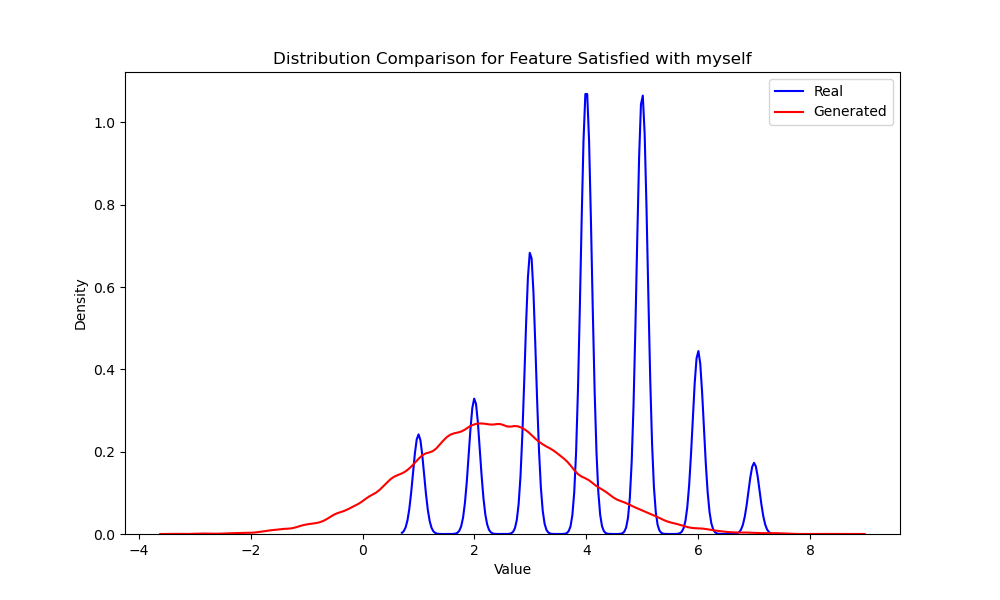 Distribution Comparison for Feature Satisfied with myself
Real
Generated
Density
1.0
0.8
0.6
0.4
0.2
0.0
−4
−2
0
2
4
6
8
Value